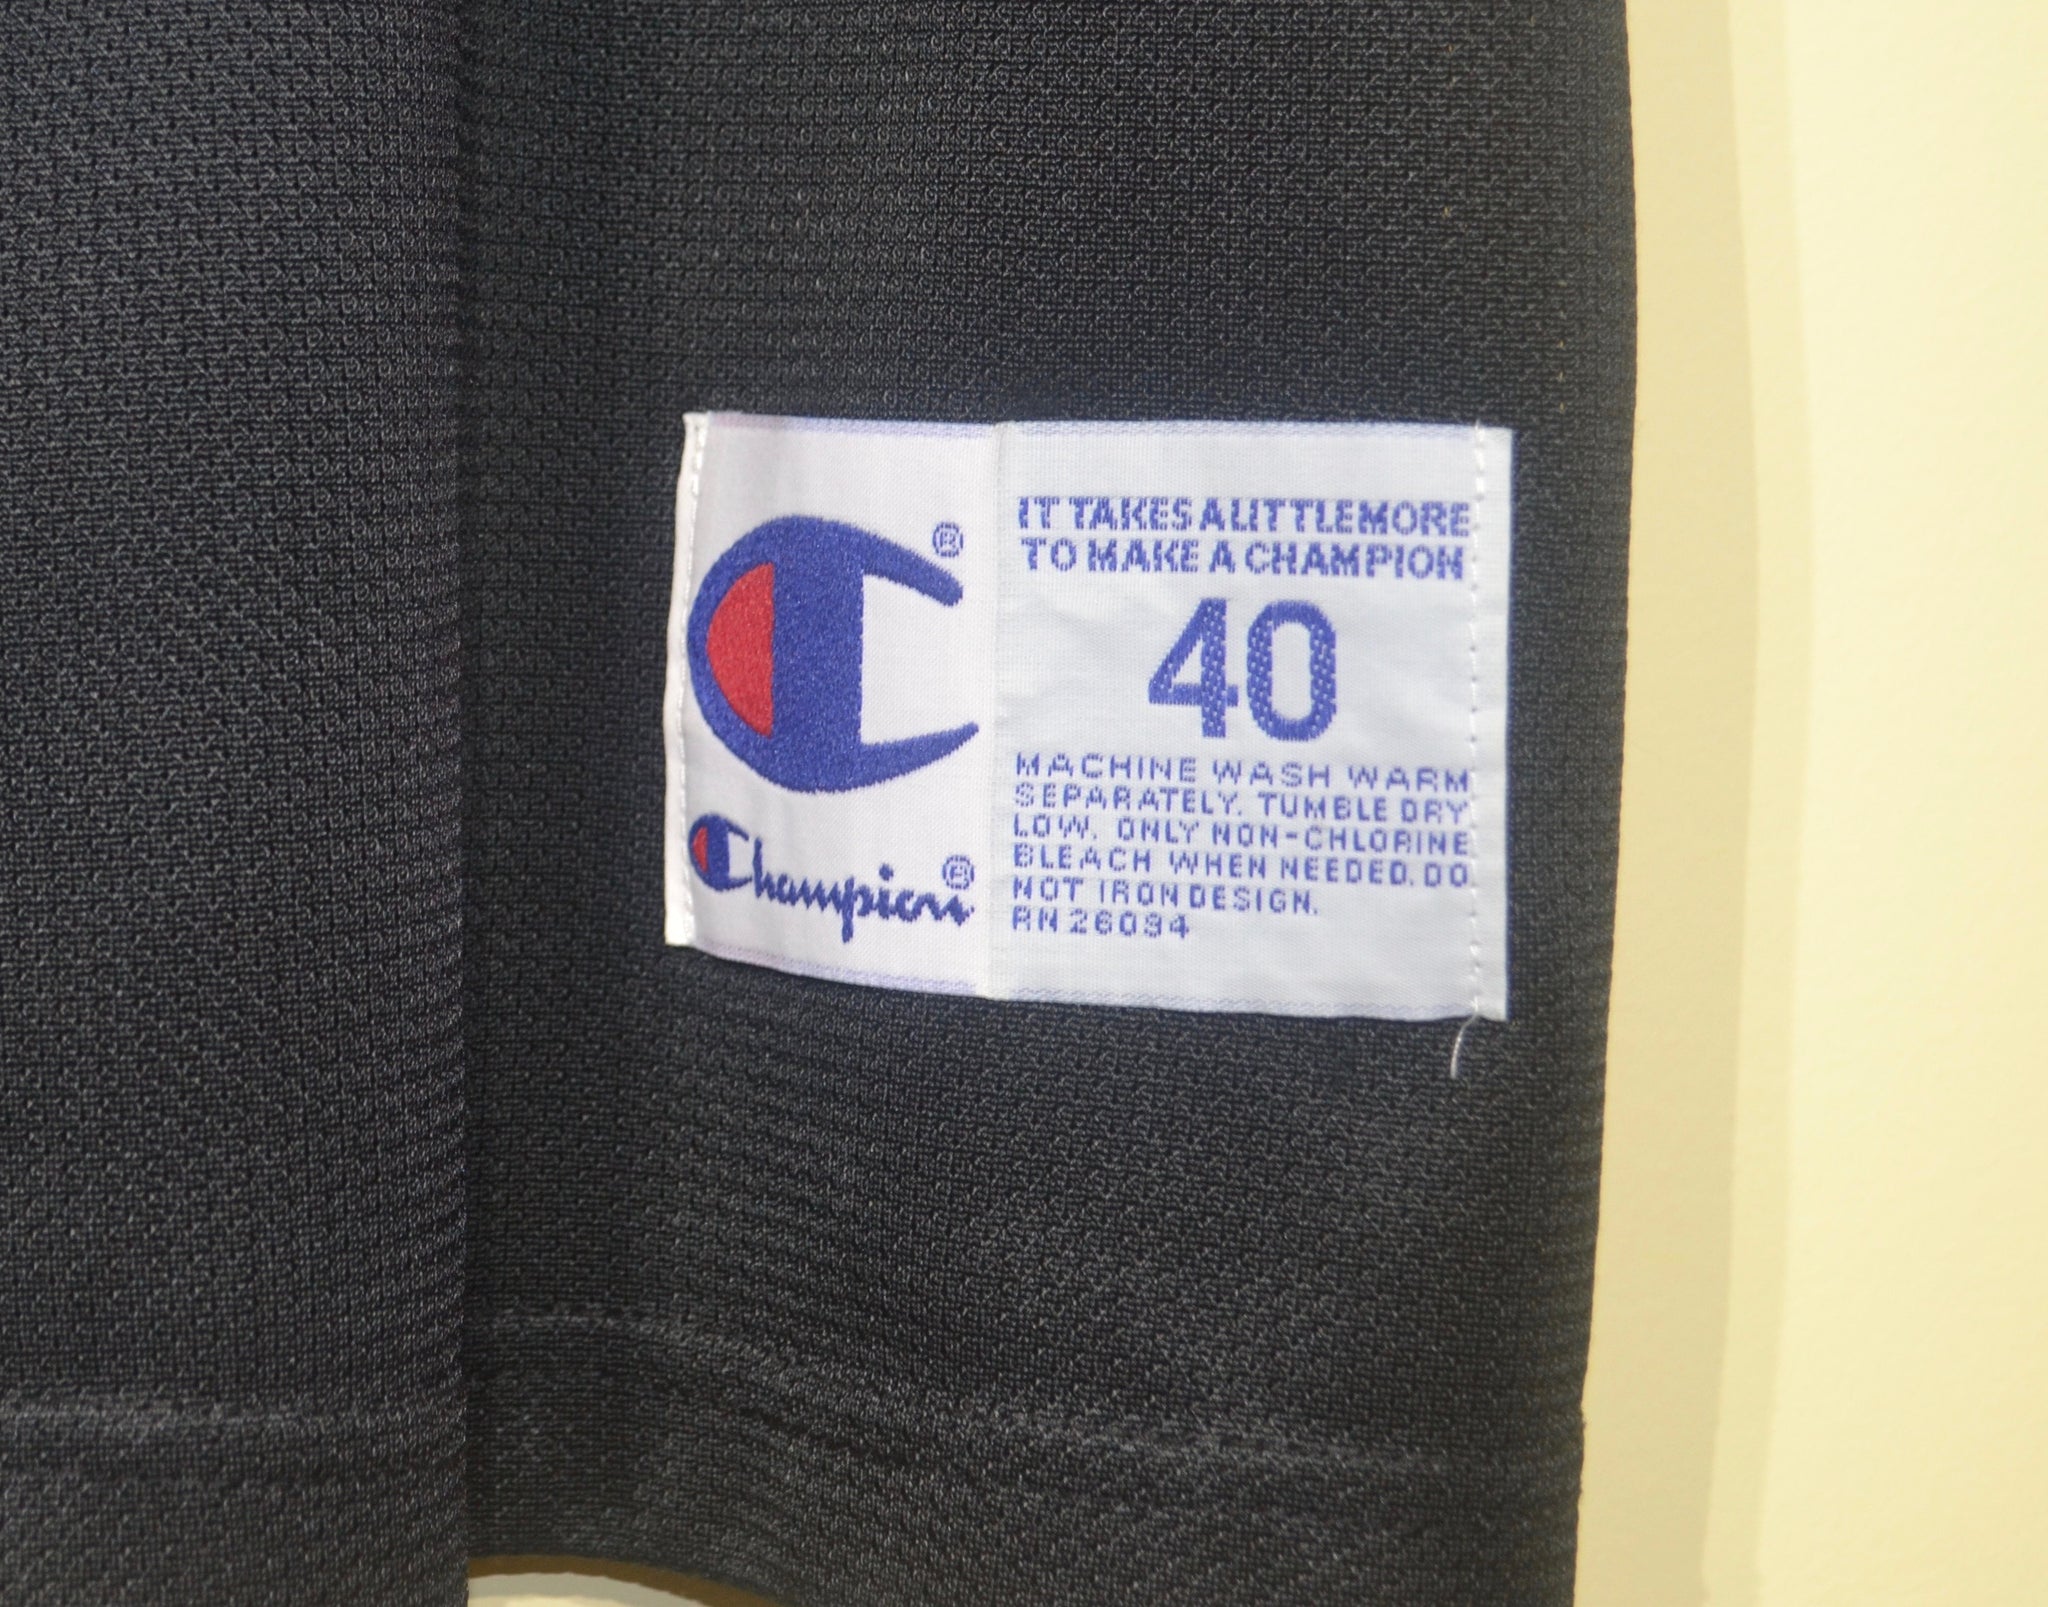 Champion
IT TAKES A LITTLE MORE
TO MAKE A CHAMPION
40
MACHINE WASH WARM
SEPARATELY. TUMBLE DRY
LOW. ONLY NON-CHLORINE
BLEACH WHEN NEEDED. DO
NOT IRON DESIGN.
RN 26094